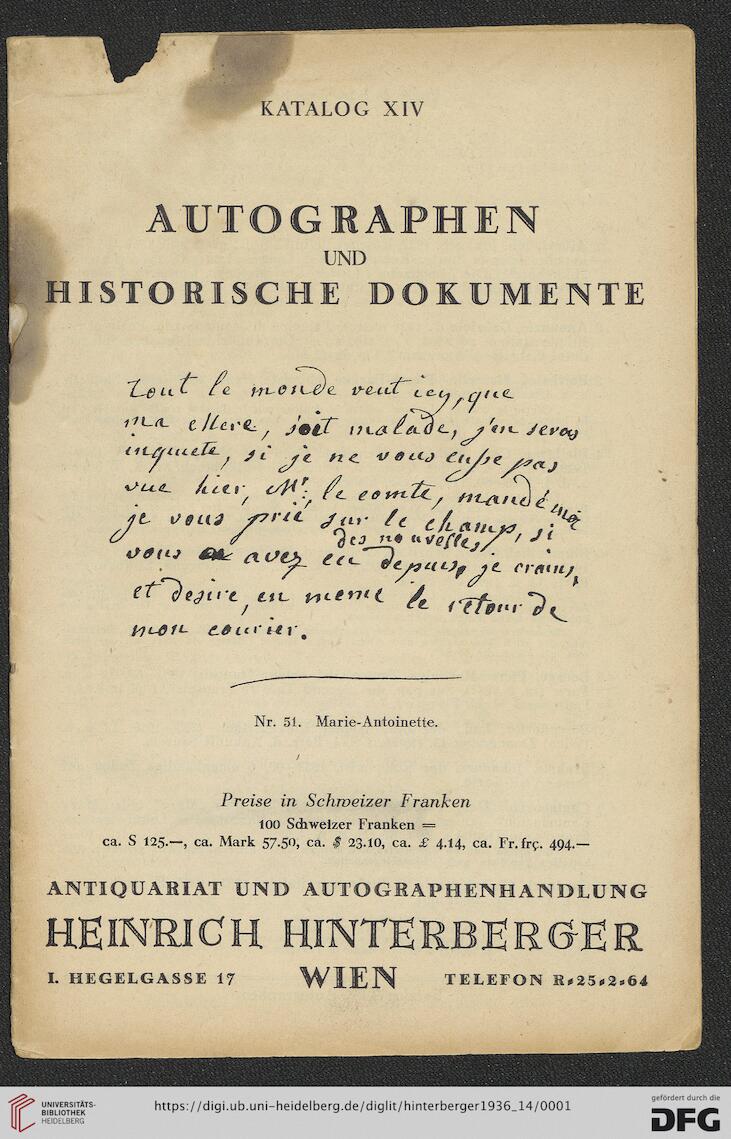 KATALOG XIV
AUTOGRAPHEN
UND
HISTORISCHE DOKUMENTE
tout le monde veut icy, que
ma chere, soit malade, j'en serois
inquiete, si je ne vous eusse pas
vue hier, Mr: le comte, mandé moi
je vous prie sur le champ, si
des nouvelles
vous avez eu depuis, je crains,
et desire, en meme le retour de
mon courier.
Nr. 31. Marie-Antoinette.
Preise in Schweizer Franken
100 Schweizer Franken =
ca. S 125.—, ca. Mark 57.50, ca. $ 23.10, ca. £ 4.14, ca. Fr. frç. 494.—
ANTIQUARIAT UND AUTOGRAPHENHANDLUNG
HEINRICH HINTERBERGER
I. HEGELGASSE 17 WIEN TELEFON R=25=2=64
UNIVERSITÄTS-
BIBLIOTHEK
HEIDELBERG
https://digi.ub.uni-heidelberg.de/diglit/hinterberger1936_14/0001
gefördert durch die
DFG